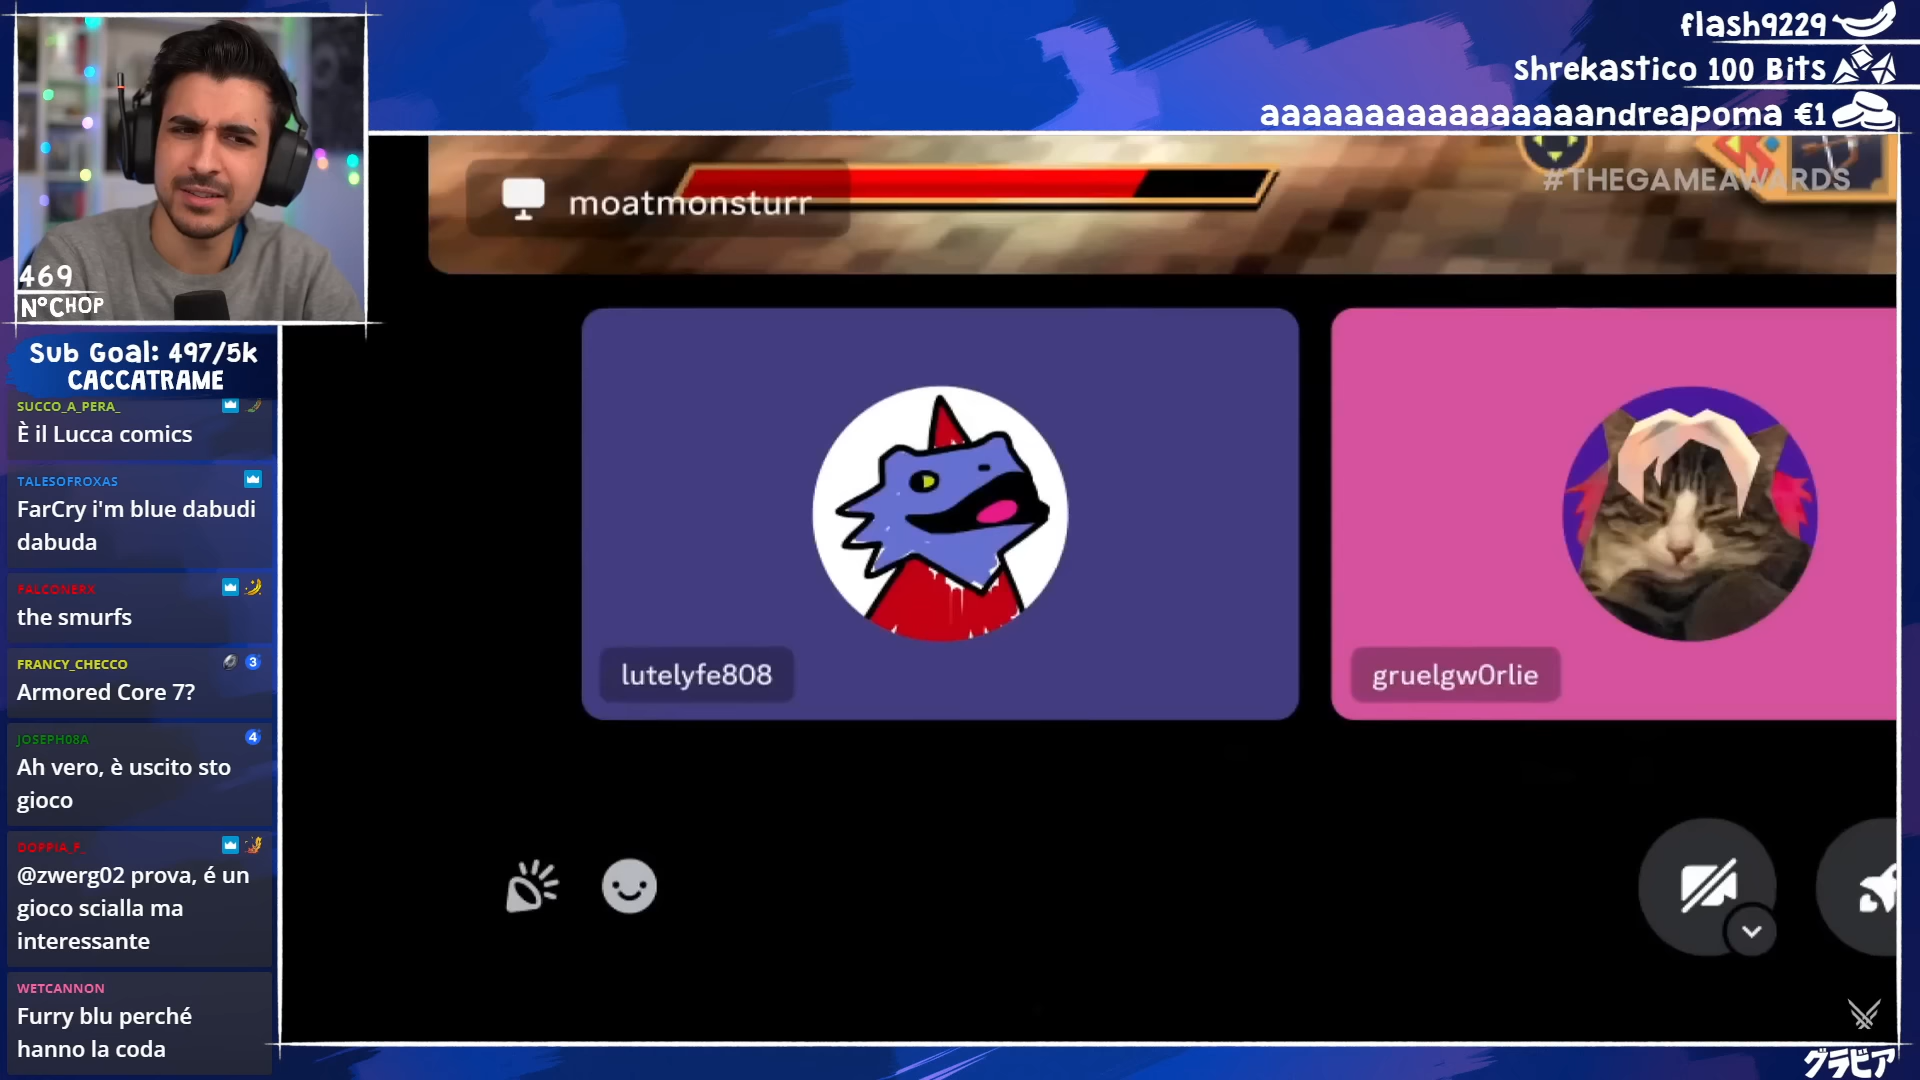 flash9229
shrekastico 100 Bits
aaaaaaaaaaaaaaaandreapoma €1
moatmonsturr
#THEGAMEAWARDS
469
N°CHOP
Sub Goal: 497/5k
CACCATRAME
SUCCO_A_PERA_
È il Lucca comics
TALESOFROXAS
FarCry i'm blue dabudi
dabuda
FALCONERX
the smurfs
FRANCY_CHECCO
3
Armored Core 7?
JOSEPH08A
4
Ah vero, è uscito sto
gioco
DOPPIA_F_
@zwerg02 prova, é un
gioco scialla ma
interessante
WETCANNON
Furry blu perché
hanno la coda
lutelyfe808
gruelgw0rlie
グラビア